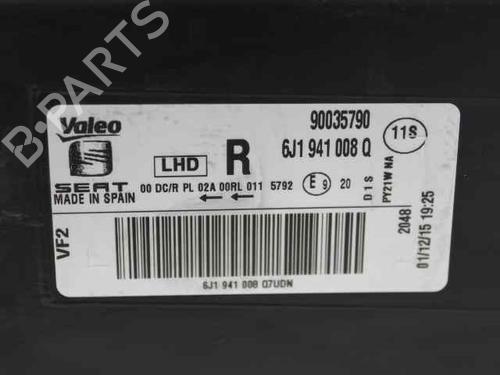 B-PARTS
Valeo
90035790
6J1 941 008 Q
11S
LHD
R
SEAT
MADE IN SPAIN
00 DC/R PL 02A 00RL 011 5792
E9 20
D1S
PY21W NA
VF2
2048
01/12/15 19:25
6J1 941 008 Q7UDN